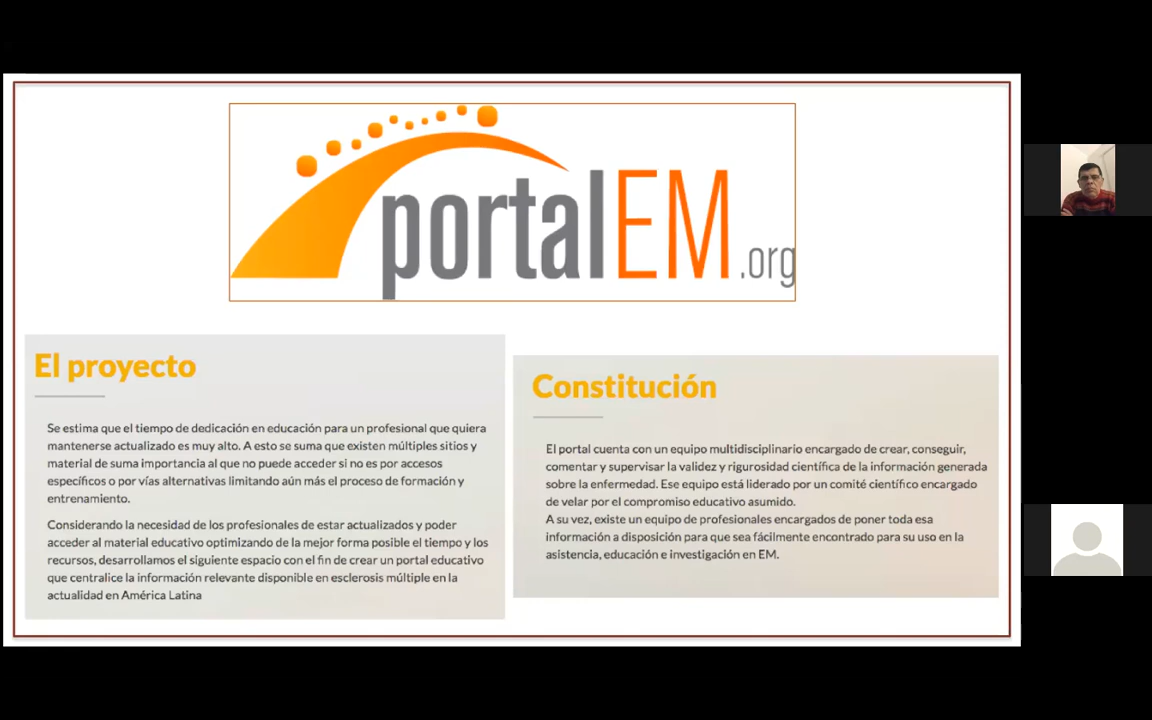 portalEM.org
El proyecto
Se estima que el tiempo de dedicación en educación para un profesional que quiera
mantenerse actualizado es muy alto. A esto se suma que existen múltiples sitios y
material de suma importancia al que no puede acceder si no es por accesos
específicos o por vías alternativas limitando aún más el proceso de formación y
entrenamiento.
Considerando la necesidad de los profesionales de estar actualizados y poder
acceder al material educativo optimizando de la mejor forma posible el tiempo y los
recursos, desarrollamos el siguiente espacio con el fin de crear un portal educativo
que centralice la información relevante disponible en esclerosis múltiple en la
actualidad en América Latina
Constitución
El portal cuenta con un equipo multidisciplinario encargado de crear, conseguir,
comentar y supervisar la validez y rigurosidad científica de la información generada
sobre la enfermedad. Ese equipo está liderado por un comité científico encargado
de velar por el compromiso educativo asumido.
A su vez, existe un equipo de profesionales encargados de poner toda esa
información a disposición para que sea fácilmente encontrado para su uso en la
asistencia, educación e investigación en EM.